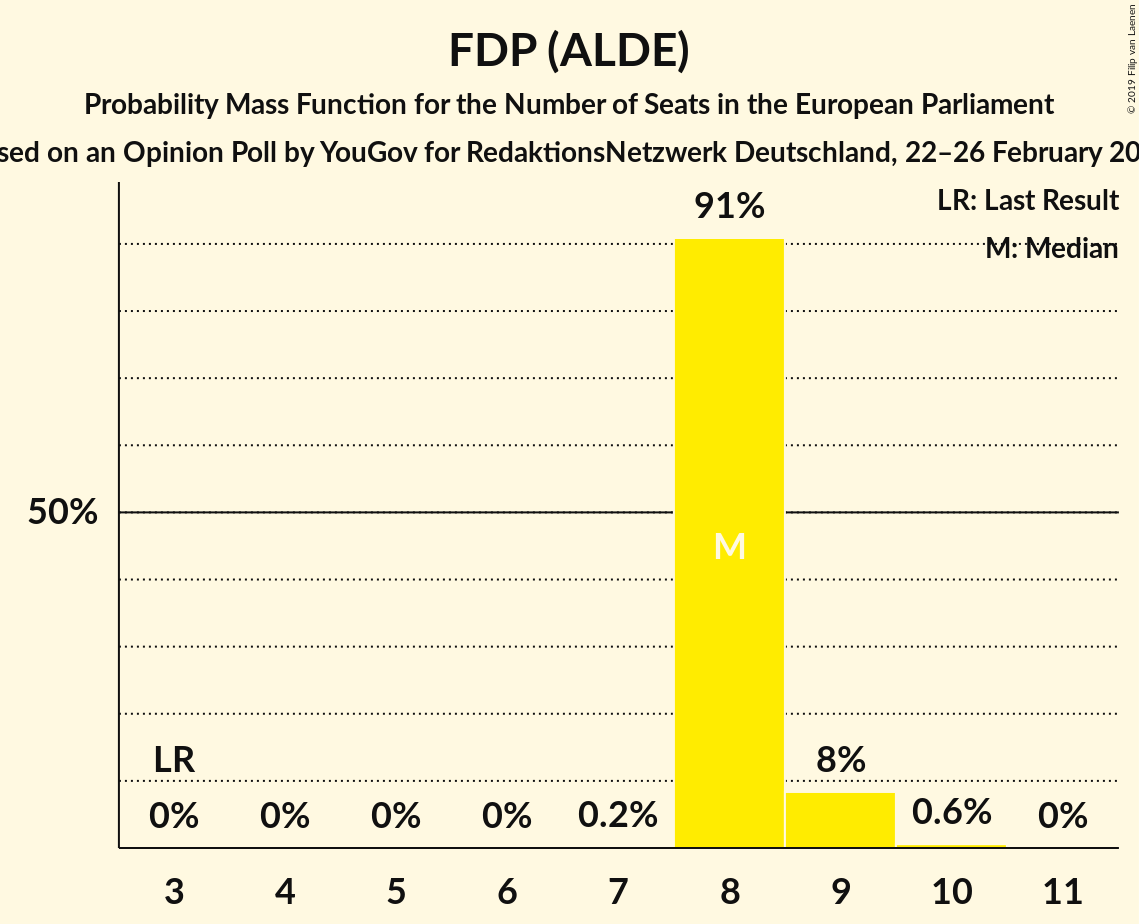 FDP (ALDE)
Probability Mass Function for the Number of Seats in the European Parliament
sed on an Opinion Poll by YouGov for RedaktionsNetzwerk Deutschland, 22–26 February 20
© 2019 Filip van Laenen
LR: Last Result
M: Median
91%
50%
M
LR
8%
0% 0% 0% 0% 0.2% 0.6% 0%
3 4 5 6 7 8 9 10 11